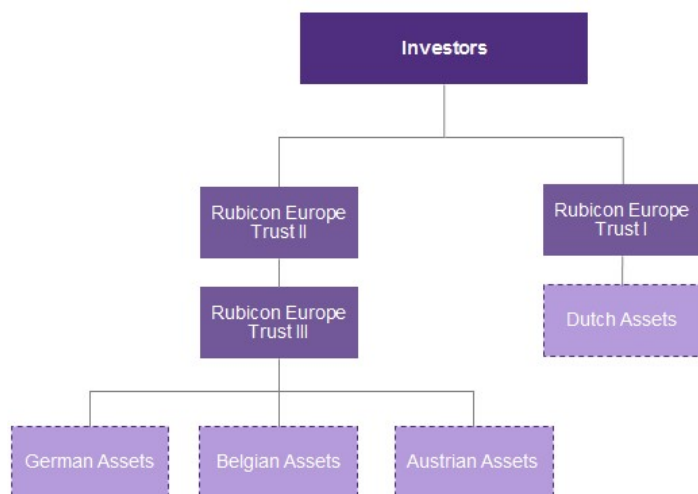 Investors
Rubicon Europe
Trust II
Rubicon Europe
Trust I
Rubicon Europe
Trust III
Dutch Assets
German Assets
Belgian Assets
Austrian Assets